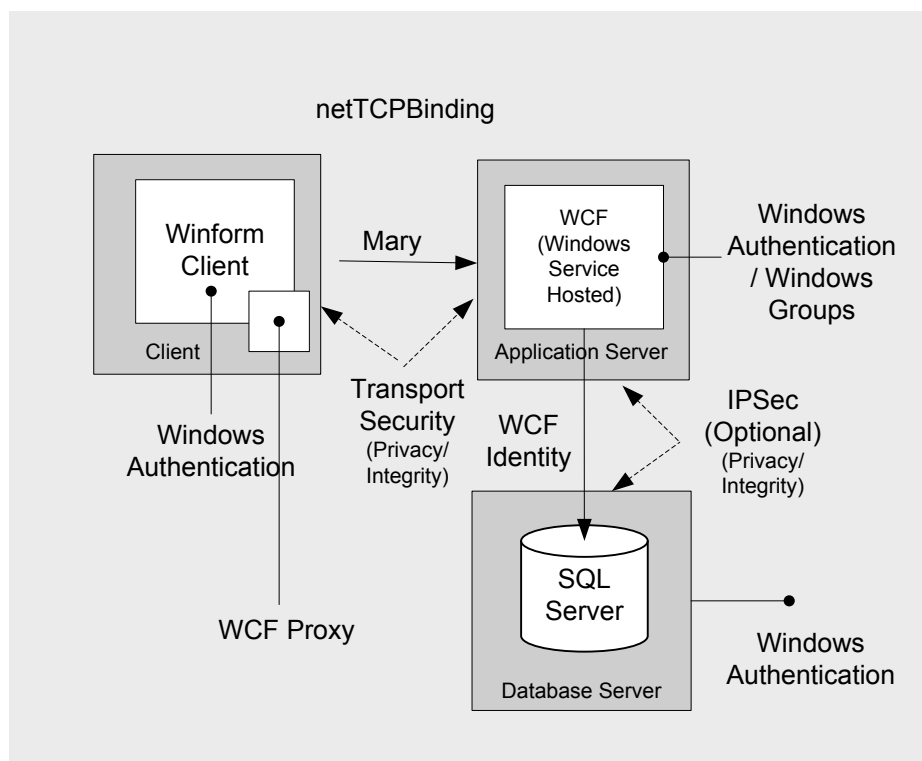 netTCPBinding
Winform
Client
Client
Mary
WCF
(Windows
Service
Hosted)
Application Server
Windows
Authentication
/ Windows
Groups
Windows
Authentication
Transport
Security
(Privacy/
Integrity)
WCF
Identity
IPSec
(Optional)
(Privacy/
Integrity)
WCF Proxy
SQL
Server
Database Server
Windows
Authentication